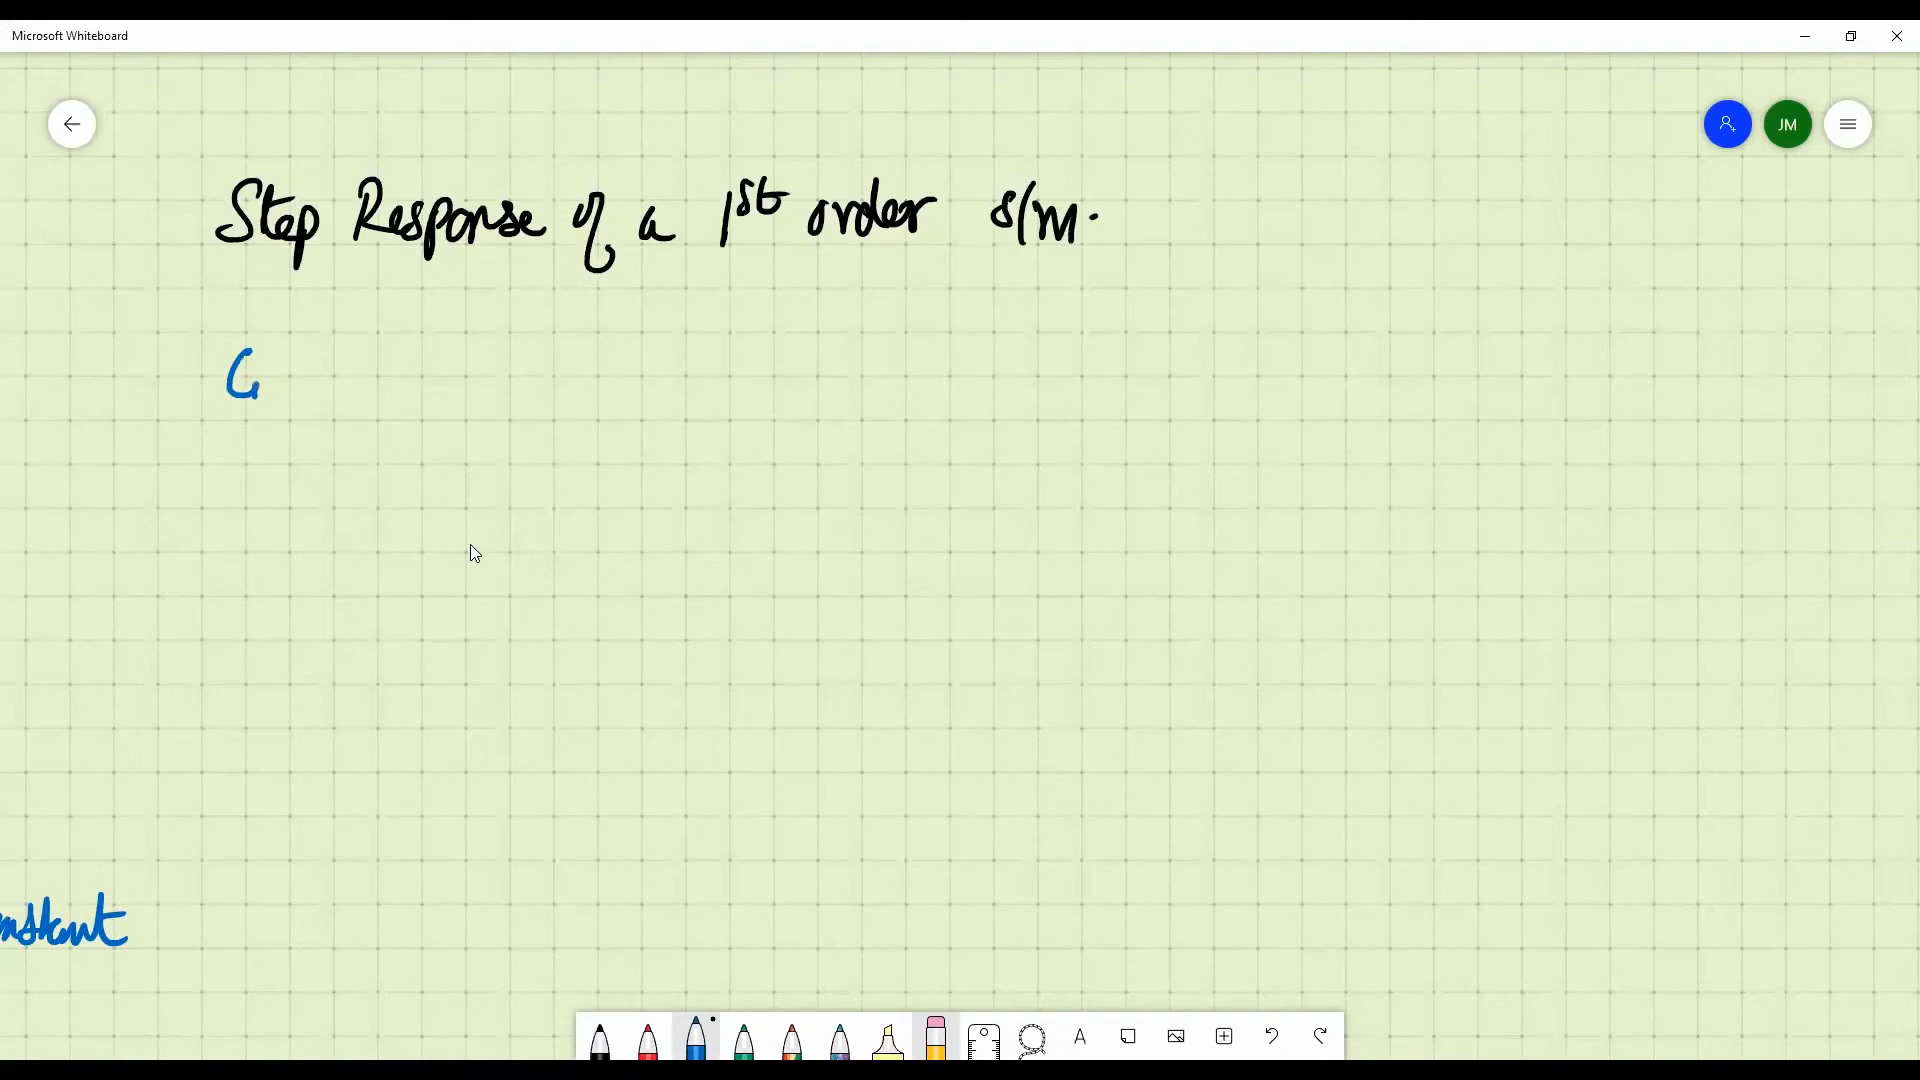 Microsoft Whiteboard
JM
Step Response of a 1st order s/m.
G
nstant
A